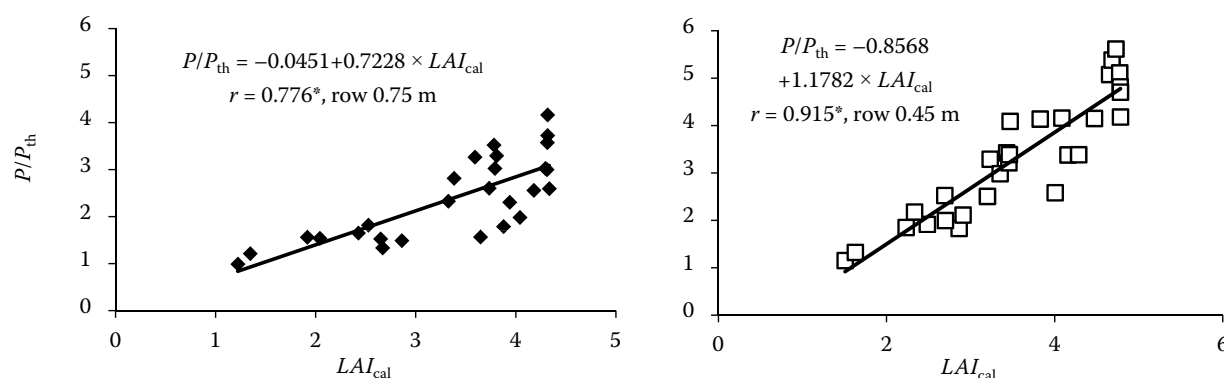 6
5
4
3
2
1
0
P/Pth
P/Pth = –0.0451+0.7228 × LAIcal
r = 0.776*, row 0.75 m
0 1 2 3 4 5
LAIcal
6
5
4
3
2
1
0
P/Pth = –0.8568
+1.1782 × LAIcal
r = 0.915*, row 0.45 m
0 2 4 6
LAIcal